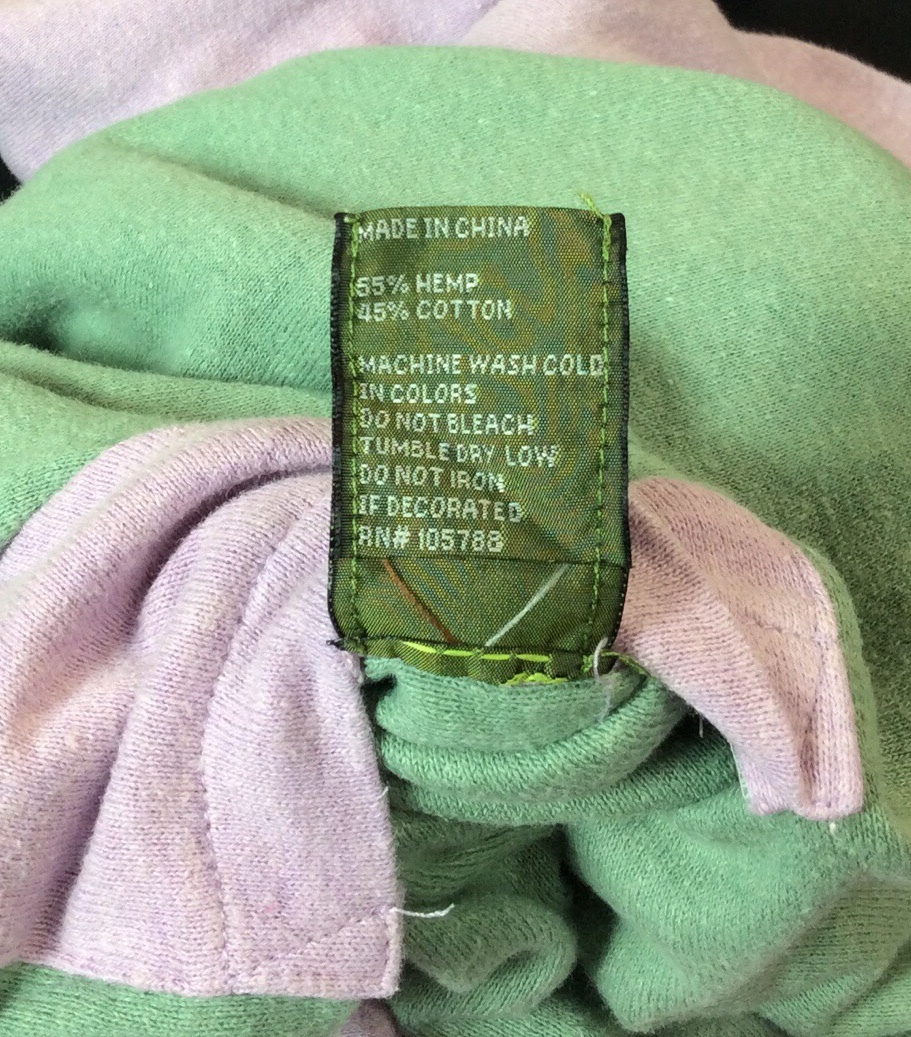 MADE IN CHINA
55% HEMP
45% COTTON
MACHINE WASH COLD
IN COLORS
DO NOT BLEACH
TUMBLE DRY LOW
DO NOT IRON
IF DECORATED
RN# 105788